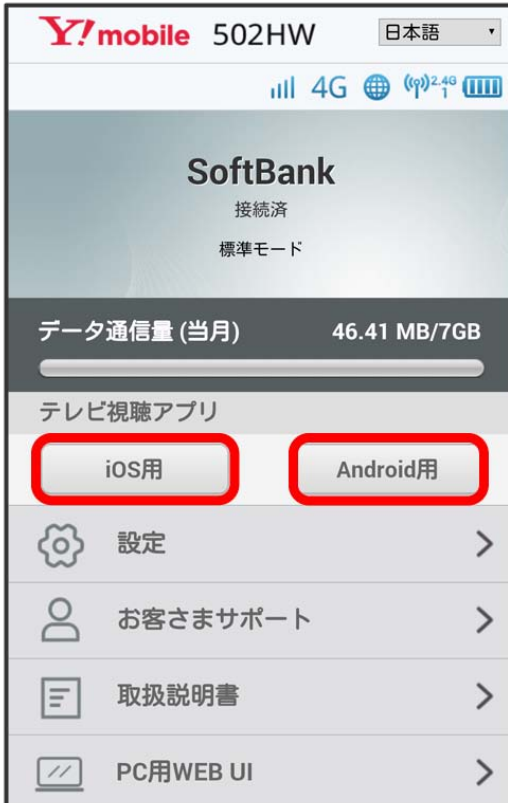 Y!mobile 502HW 日本語
4G 2.4G
1
SoftBank
接続済
標準モード
データ通信量 (当月) 46.41 MB/7GB
テレビ視聴アプリ
iOS用 Android用
設定
お客さまサポート
取扱説明書
PC用WEB UI